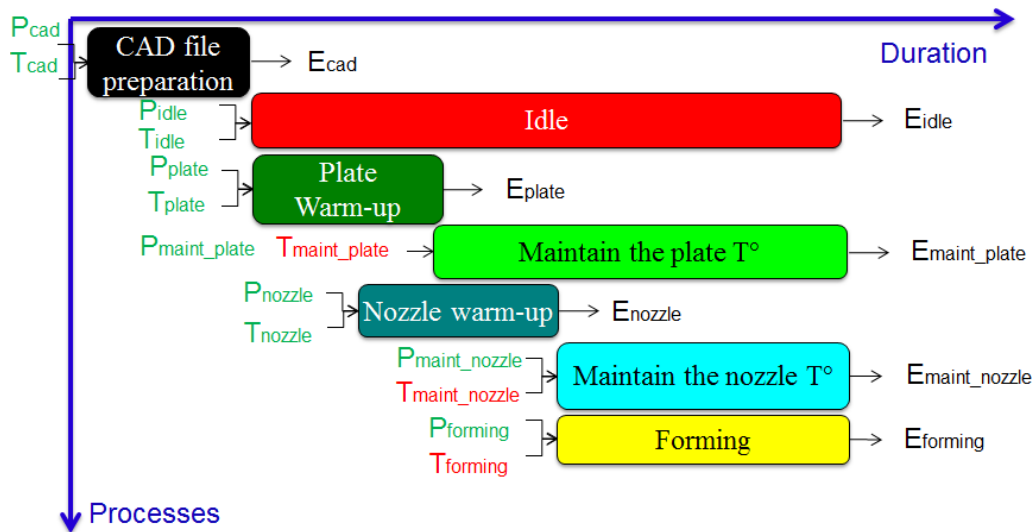 Pcad
Tcad
CAD file
preparation
Ecad
Duration
Pidle
Tidle
Idle
Eidle
Pplate
Tplate
Plate
Warm-up
Eplate
Pmaint_plate
Tmaint_plate
Maintain the plate T°
Emaint_plate
Pnozzle
Tnozzle
Nozzle warm-up
Enozzle
Pmaint_nozzle
Tmaint_nozzle
Maintain the nozzle T°
Emaint_nozzle
Pforming
Tforming
Forming
Eforming
Processes